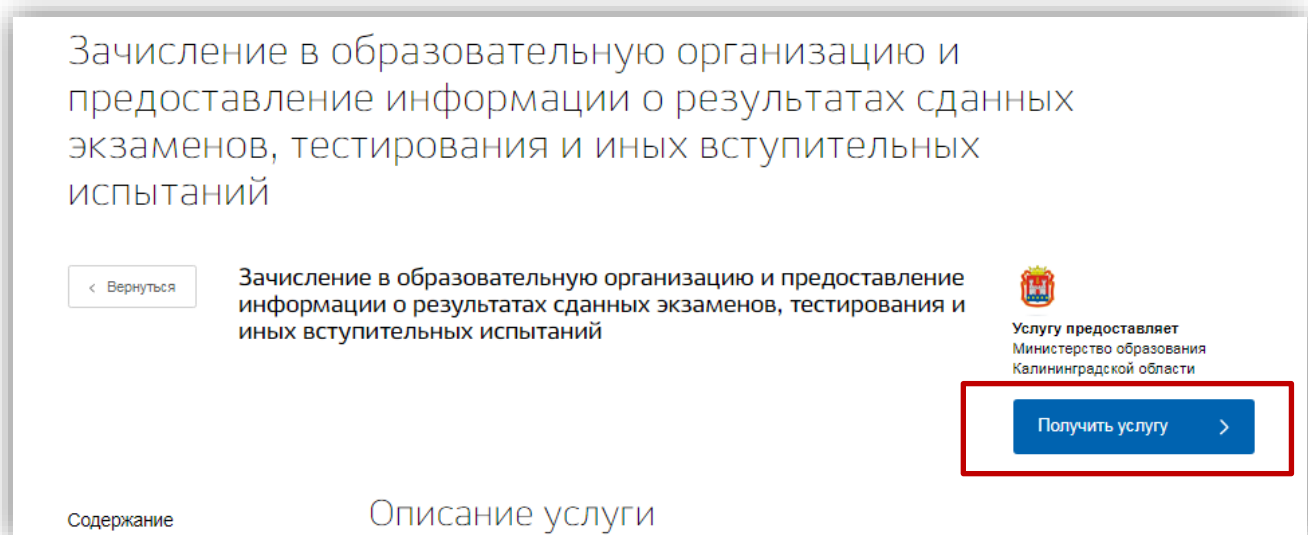 Зачисление в образовательную организацию и
предоставление информации о результатах сданных
экзаменов, тестирования и иных вступительных
испытаний
< Вернуться
Зачисление в образовательную организацию и предоставление
информации о результатах сданных экзаменов, тестирования и
иных вступительных испытаний
Услугу предоставляет
Министерство образования
Калининградской области
Получить услугу >
Содержание
Описание услуги